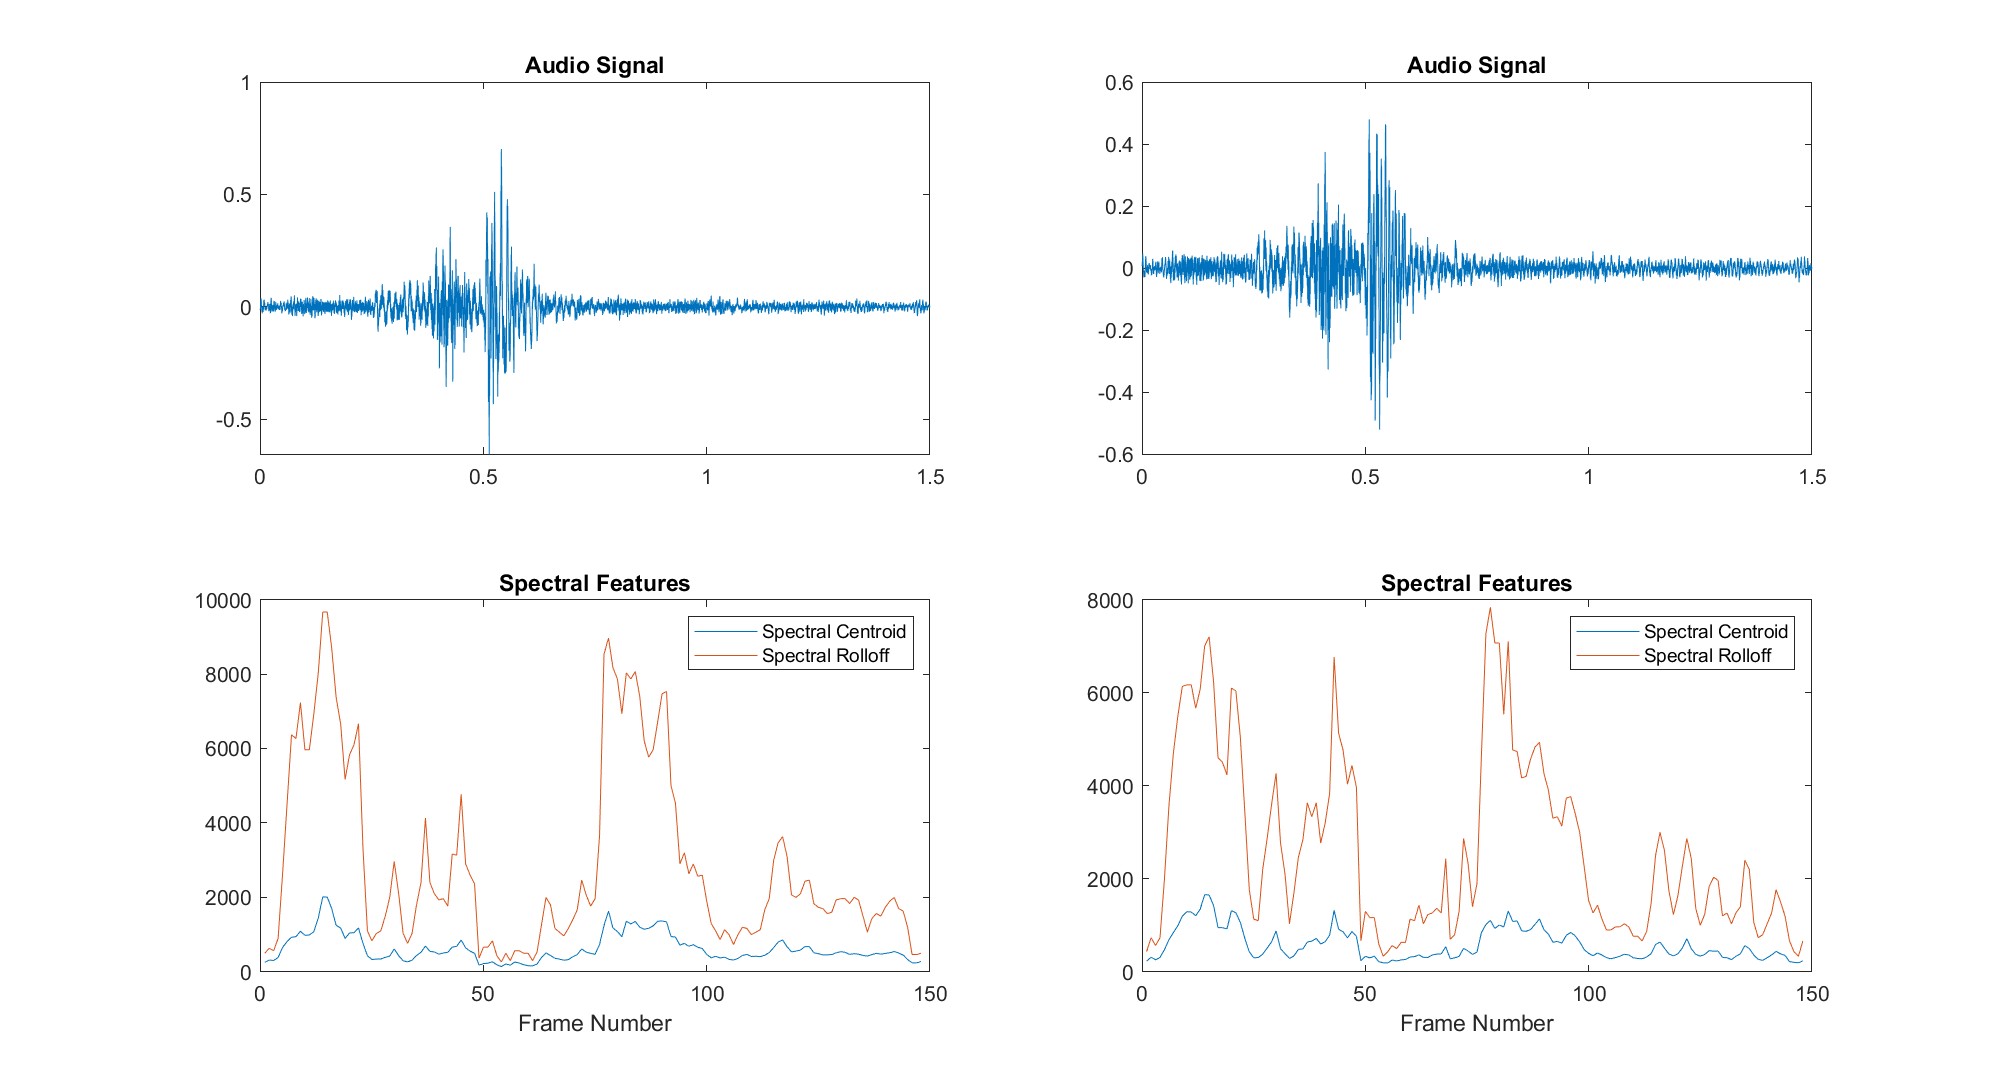 Audio Signal
1
0.5
0
-0.5
0 0.5 1 1.5
Audio Signal
0.6
0.4
0.2
0
-0.2
-0.4
-0.6
0 0.5 1 1.5
Spectral Features
10000
8000
6000
4000
2000
0
Spectral Centroid
Spectral Rolloff
0 50 100 150
Frame Number
Spectral Features
8000
6000
4000
2000
0
Spectral Centroid
Spectral Rolloff
0 50 100 150
Frame Number